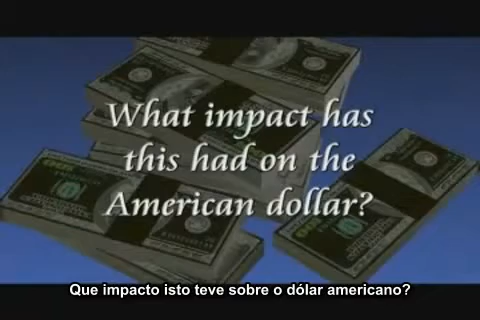 What impact has
this had on the
American dollar?
Que impacto isto teve sobre o dólar americano?